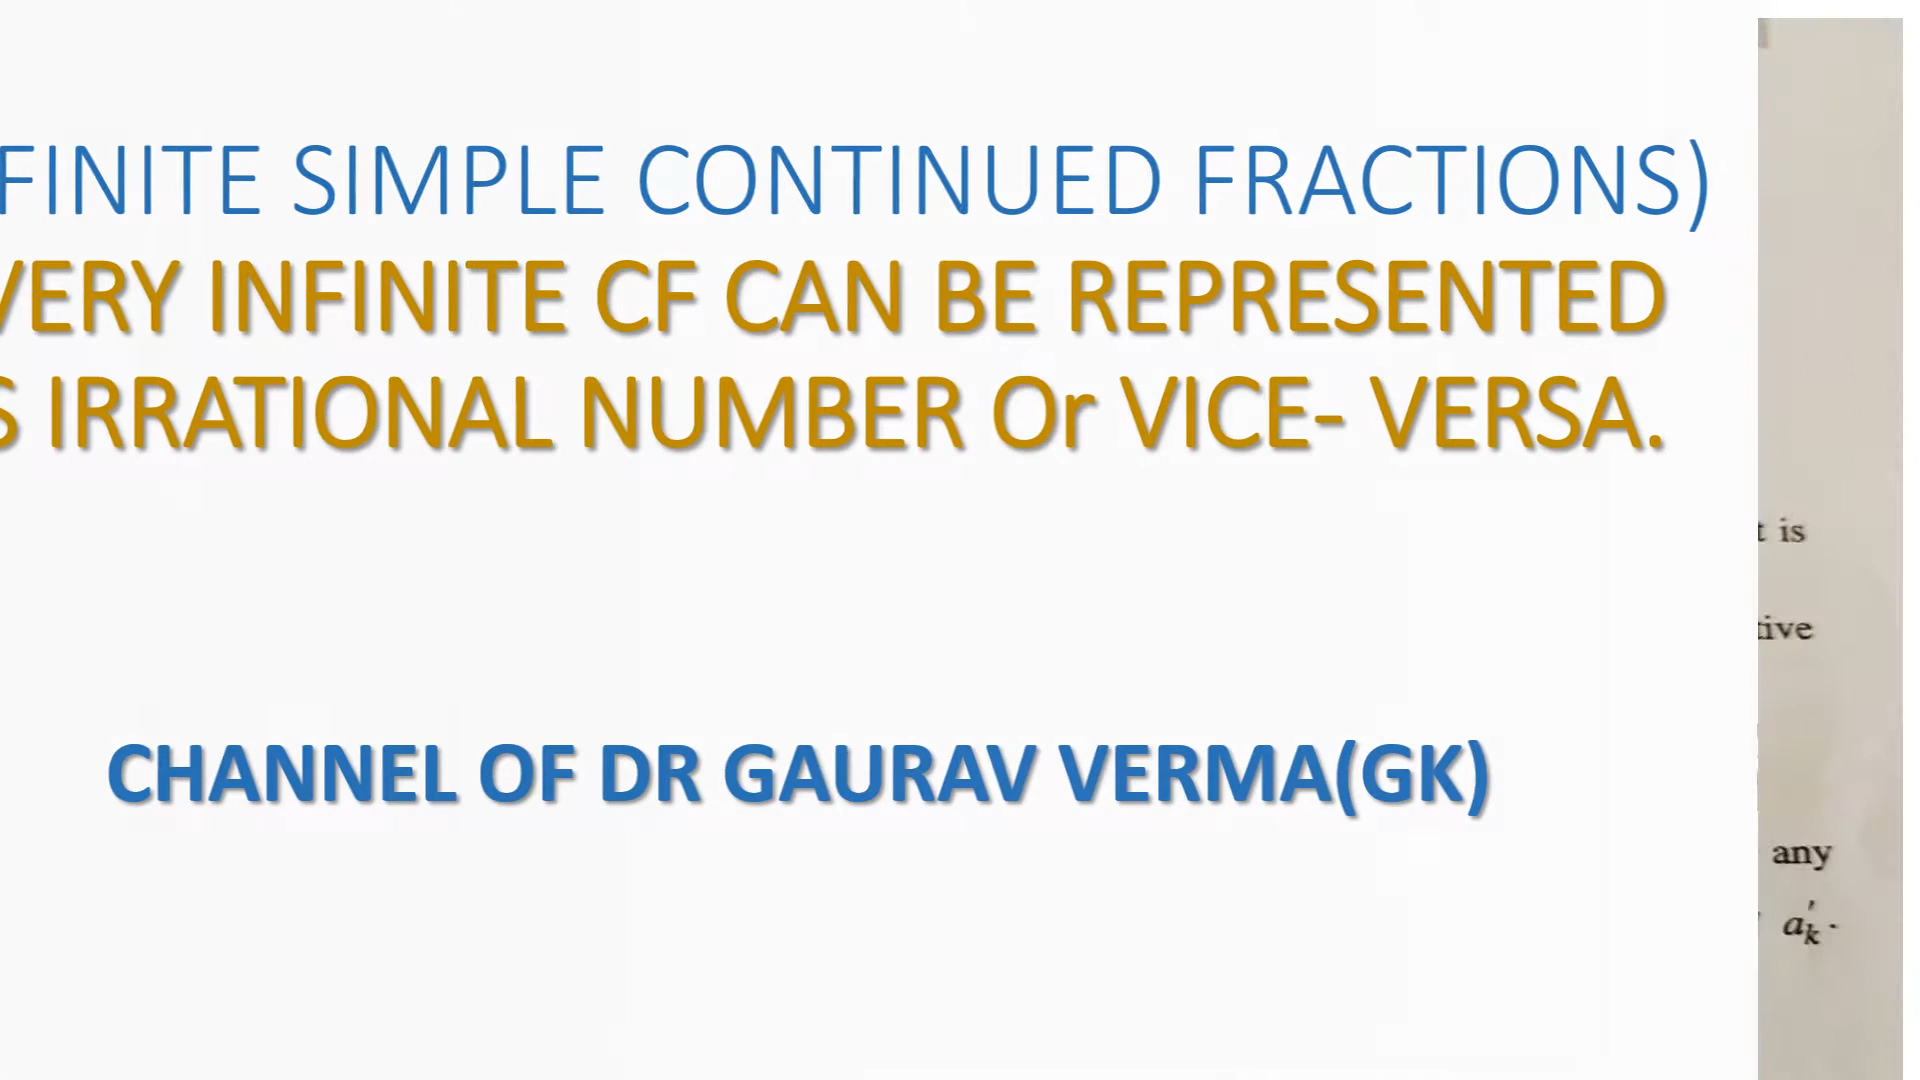 FINITE SIMPLE CONTINUED FRACTIONS)
VERY INFINITE CF CAN BE REPRESENTED
S IRRATIONAL NUMBER Or VICE- VERSA.
t is
tive
CHANNEL OF DR GAURAV VERMA(GK)
any
a'k .